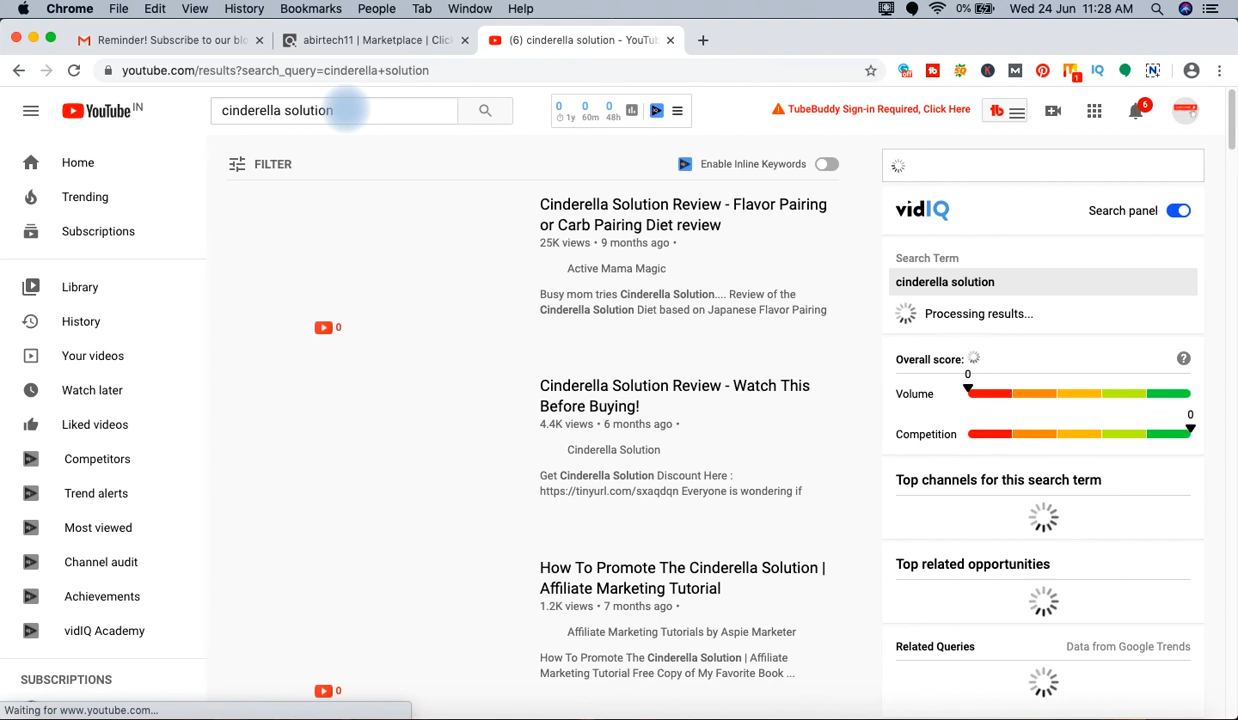 Chrome File Edit View History Bookmarks People Tab Window Help 0% Wed 24 Jun 11:28 AM
Reminder! Subscribe to our blo abirtech11 | Marketplace | Click (6) cinderella solution - YouTu
youtube.com/results?search_query=cinderella+solution
1
YouTube IN
cinderella solution
0 0 0
1y 60m 48h
TubeBuddy Sign-in Required, Click Here
6
Home
Trending
Subscriptions
Library
History
Your videos
Watch later
Liked videos
Competitors
Trend alerts
Most viewed
Channel audit
Achievements
vidIQ Academy
SUBSCRIPTIONS
FILTER
Enable Inline Keywords
Cinderella Solution Review - Flavor Pairing
or Carb Pairing Diet review
25K views • 9 months ago •
Active Mama Magic
Busy mom tries Cinderella Solution.... Review of the
Cinderella Solution Diet based on Japanese Flavor Pairing
0
Cinderella Solution Review - Watch This
Before Buying!
4.4K views • 6 months ago •
Cinderella Solution
Get Cinderella Solution Discount Here :
https://tinyurl.com/sxaqdqn Everyone is wondering if
How To Promote The Cinderella Solution |
Affiliate Marketing Tutorial
1.2K views • 7 months ago •
Affiliate Marketing Tutorials by Aspie Marketer
How To Promote The Cinderella Solution | Affiliate
Marketing Tutorial Free Copy of My Favorite Book ...
0
vidIQ
Search panel
Search Term
cinderella solution
Processing results...
Overall score:
0
Volume
0
Competition
Top channels for this search term
Top related opportunities
Related Queries Data from Google Trends
Waiting for www.youtube.com...